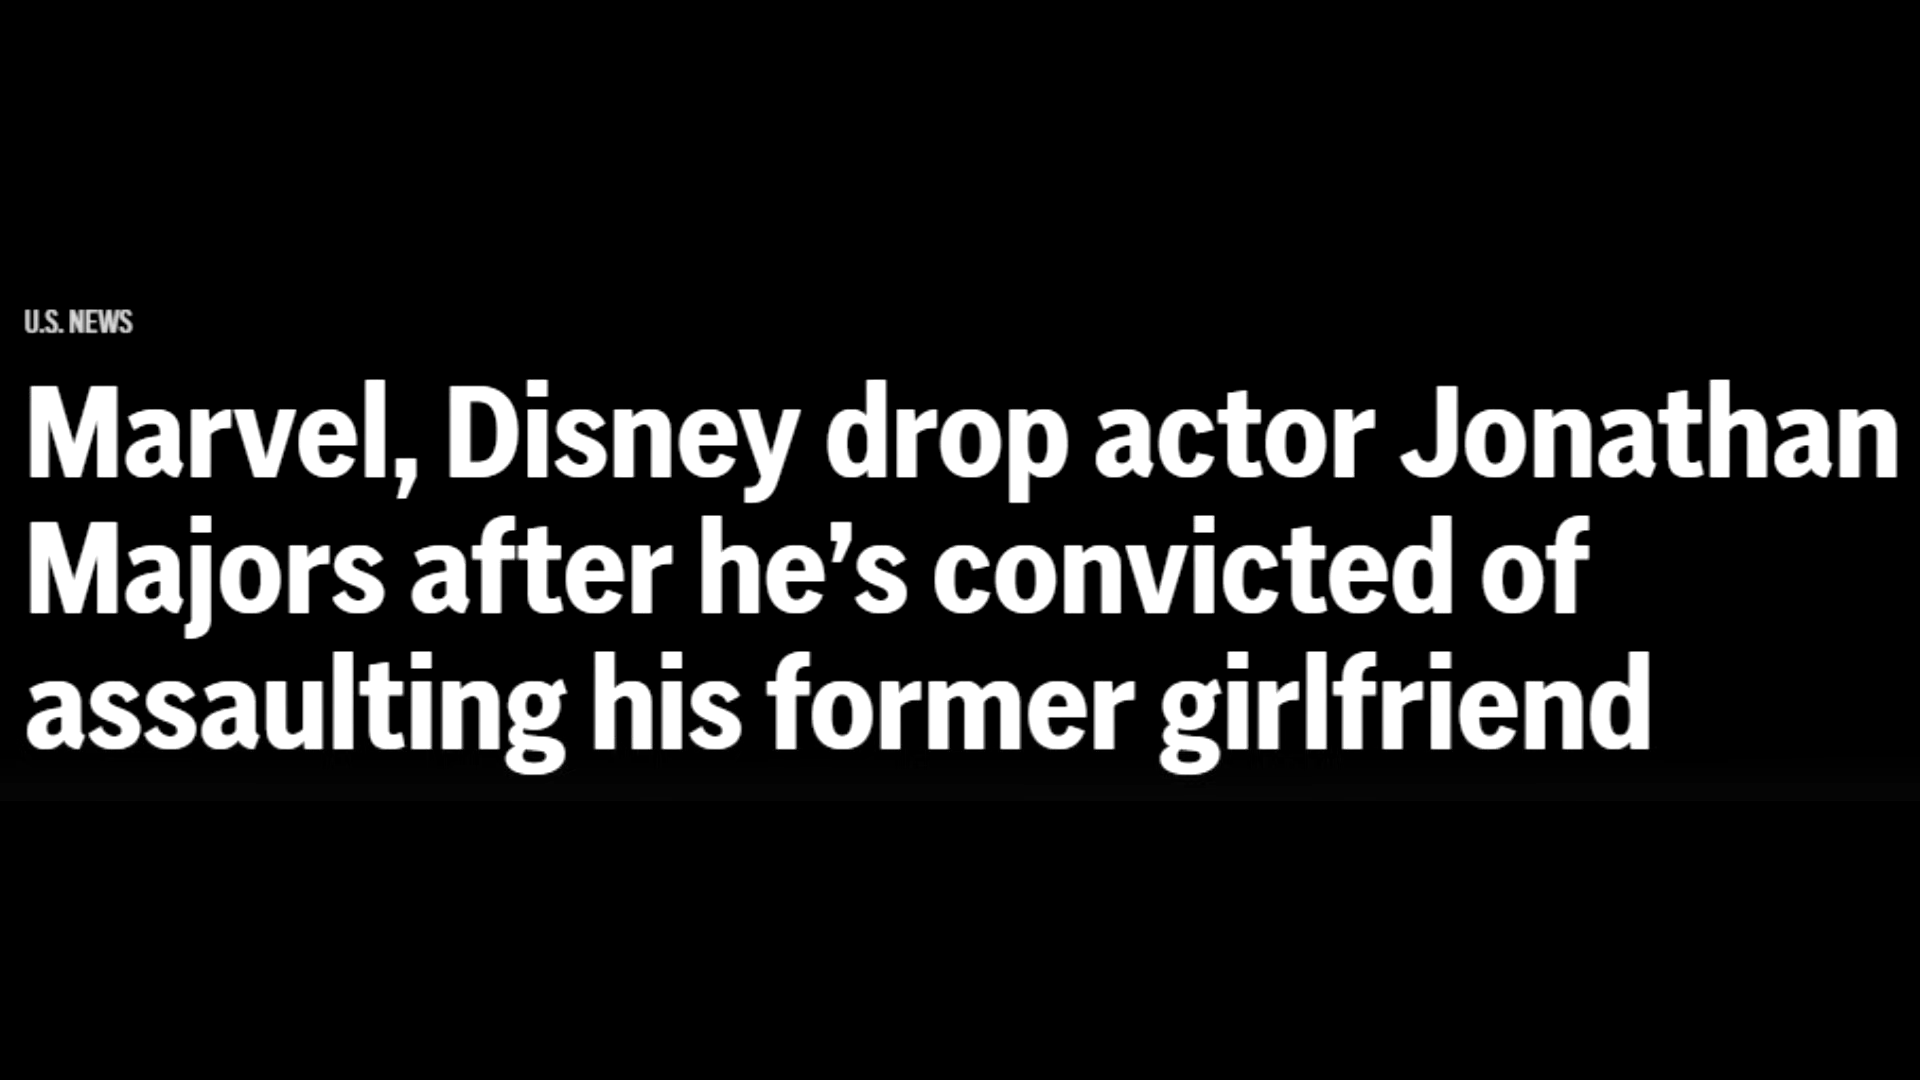 U.S. NEWS
Marvel, Disney drop actor Jonathan
Majors after he’s convicted of
assaulting his former girlfriend